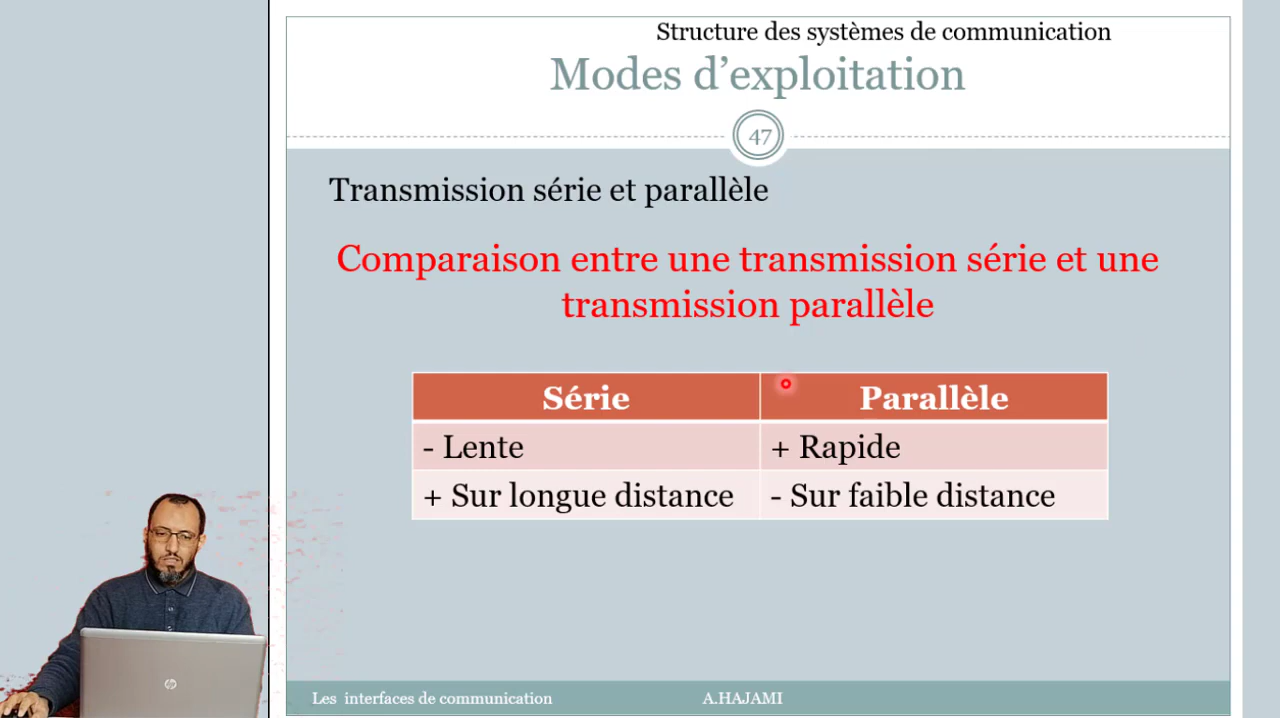 Structure des systèmes de communication
Modes d’exploitation
47
Transmission série et parallèle
Comparaison entre une transmission série et une
transmission parallèle
Série
Parallèle
- Lente
+ Rapide
+ Sur longue distance
- Sur faible distance
hp
Les interfaces de communication
A.HAJAMI